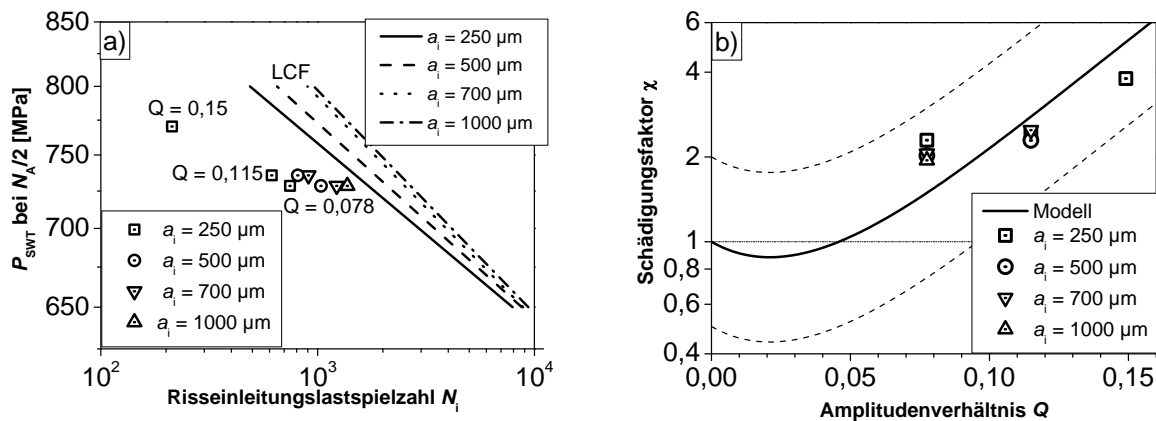 a)
P_SWT bei N_A/2 [MPa]
850
800
750
700
650
10^2
10^3
10^4
Risseinleitungslastspielzahl N_i
LCF
Q = 0,15
Q = 0,115
Q = 0,078
a_i = 250 µm
a_i = 500 µm
a_i = 700 µm
a_i = 1000 µm
a_i = 250 µm
a_i = 500 µm
a_i = 700 µm
a_i = 1000 µm
b)
Schädigungsfaktor χ
6
4
2
1
0,8
0,6
0,4
0,00
0,05
0,10
0,15
Amplitudenverhältnis Q
Modell
a_i = 250 µm
a_i = 500 µm
a_i = 700 µm
a_i = 1000 µm